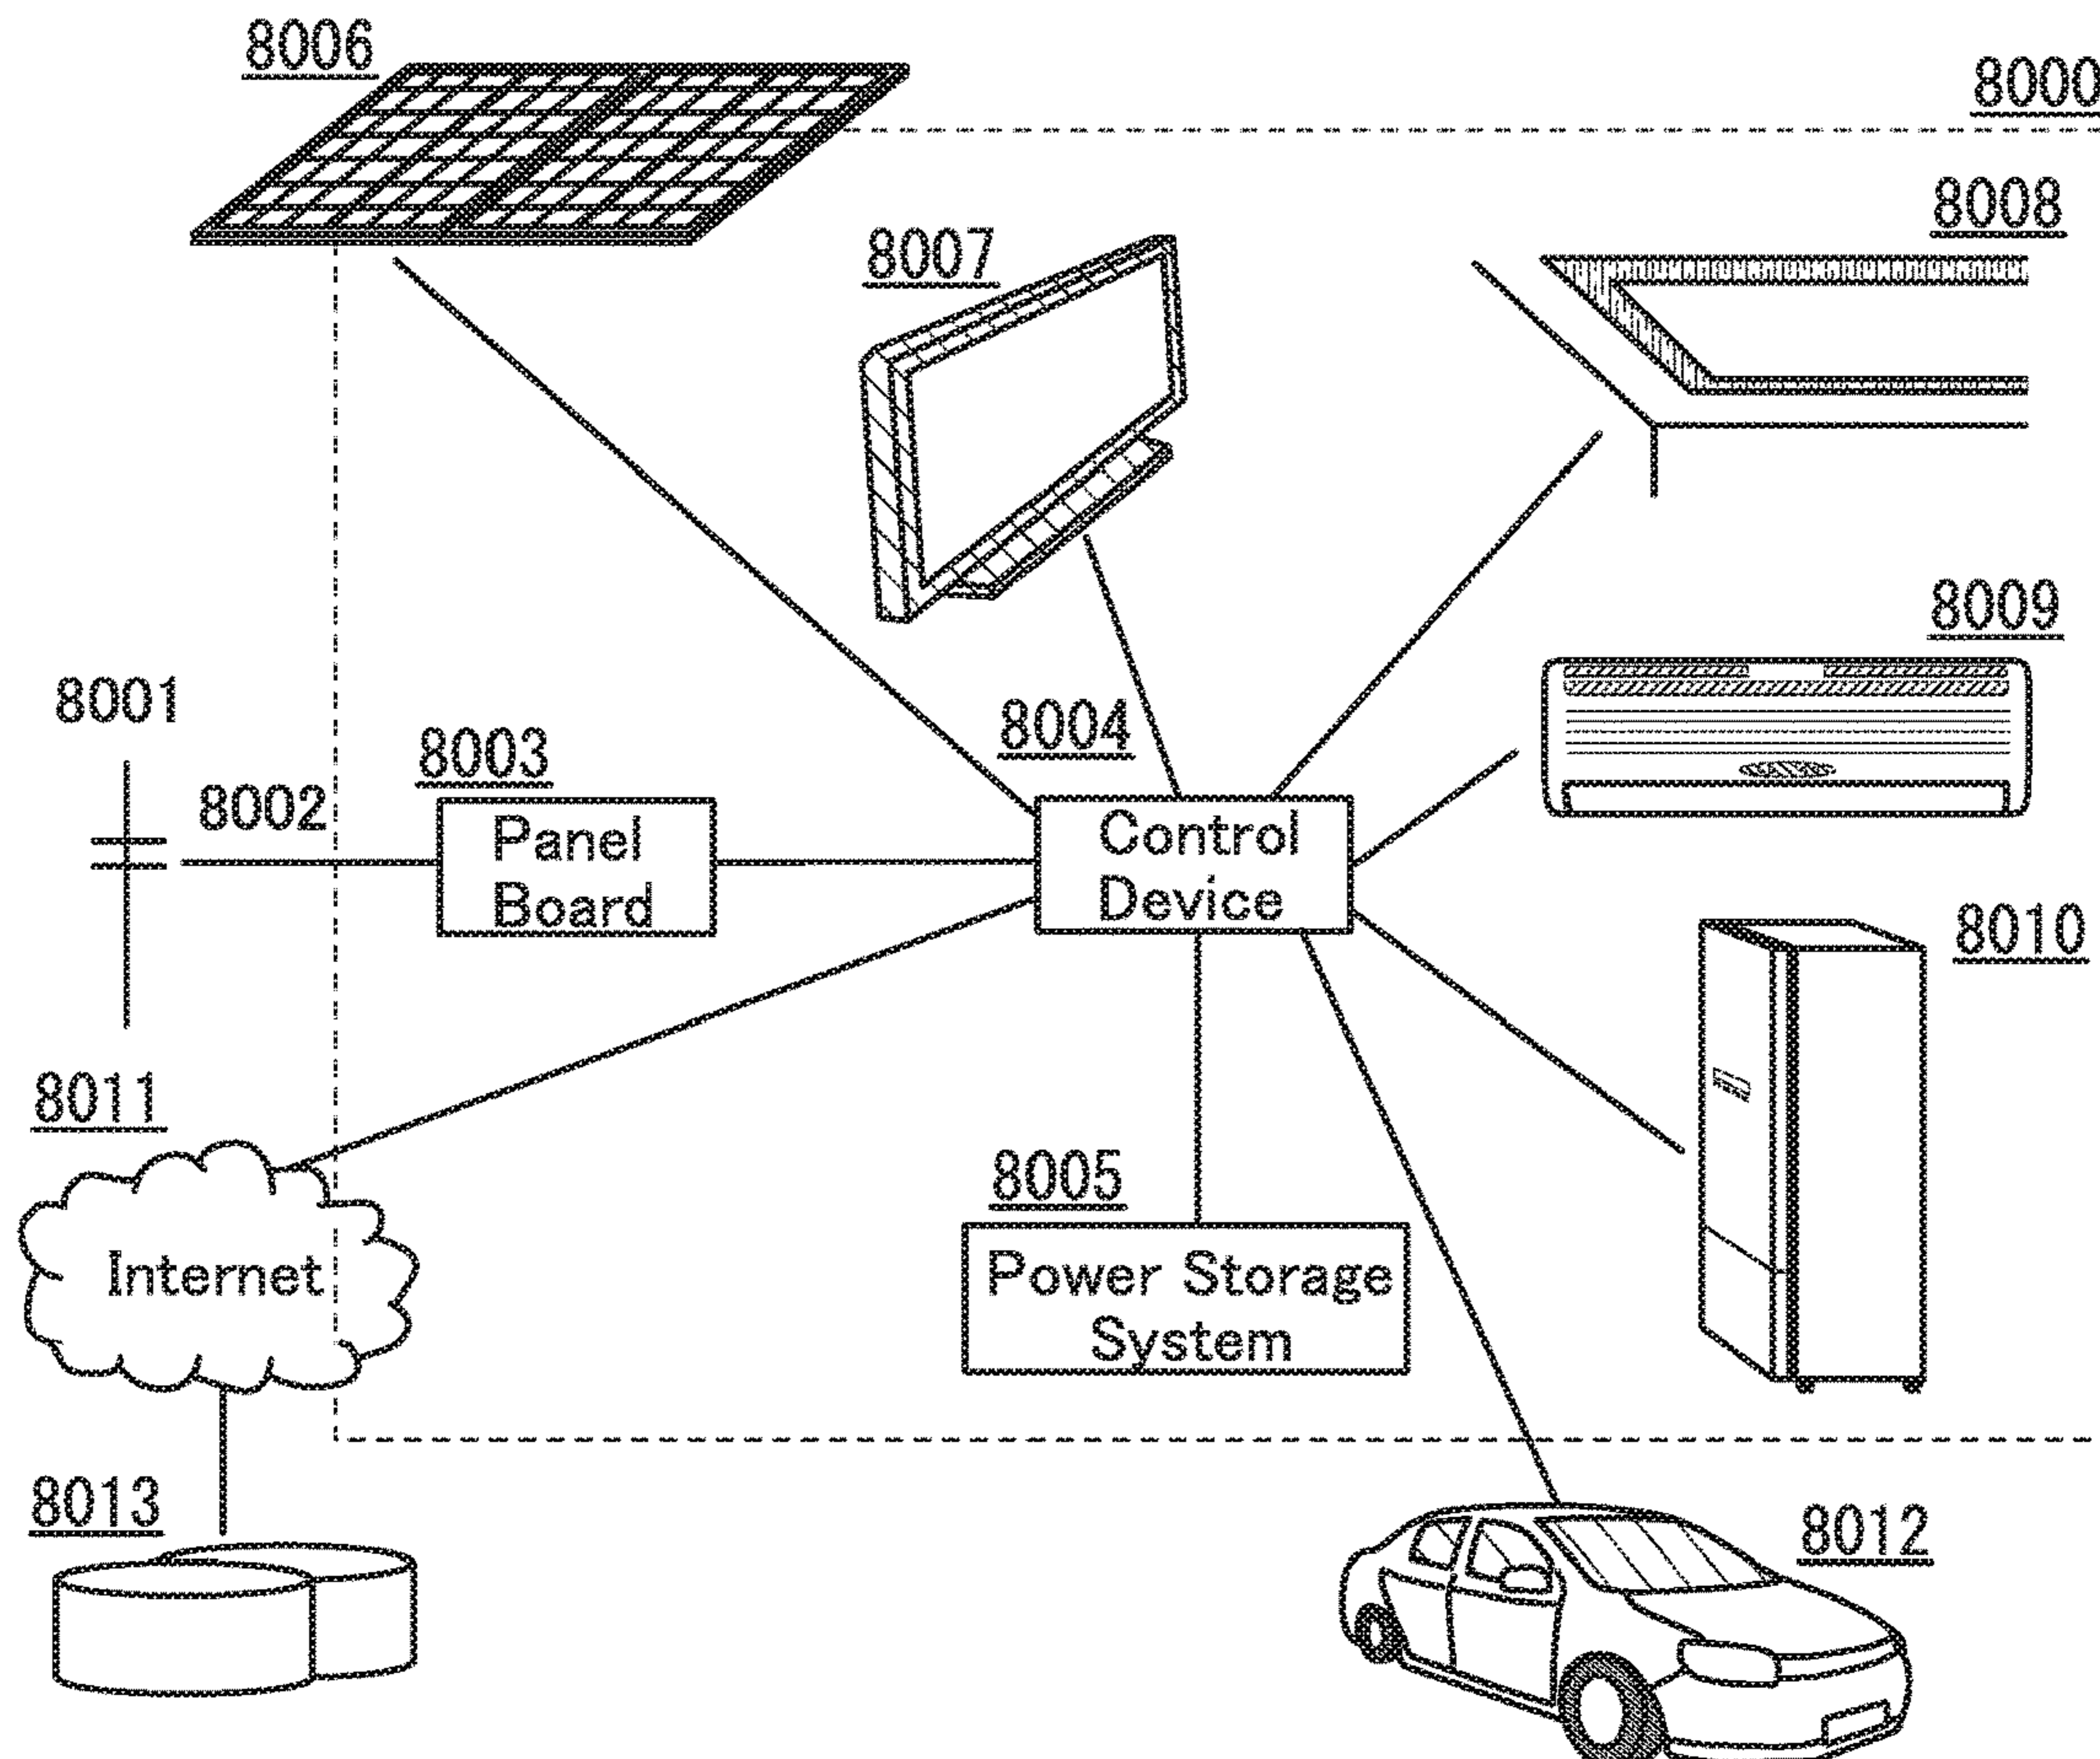 8006
8000
8008
8007
8009
8001
8004
8003
8002
Panel
Board
Control
Device
8010
8011
8005
Internet
Power Storage
System
8013
8012